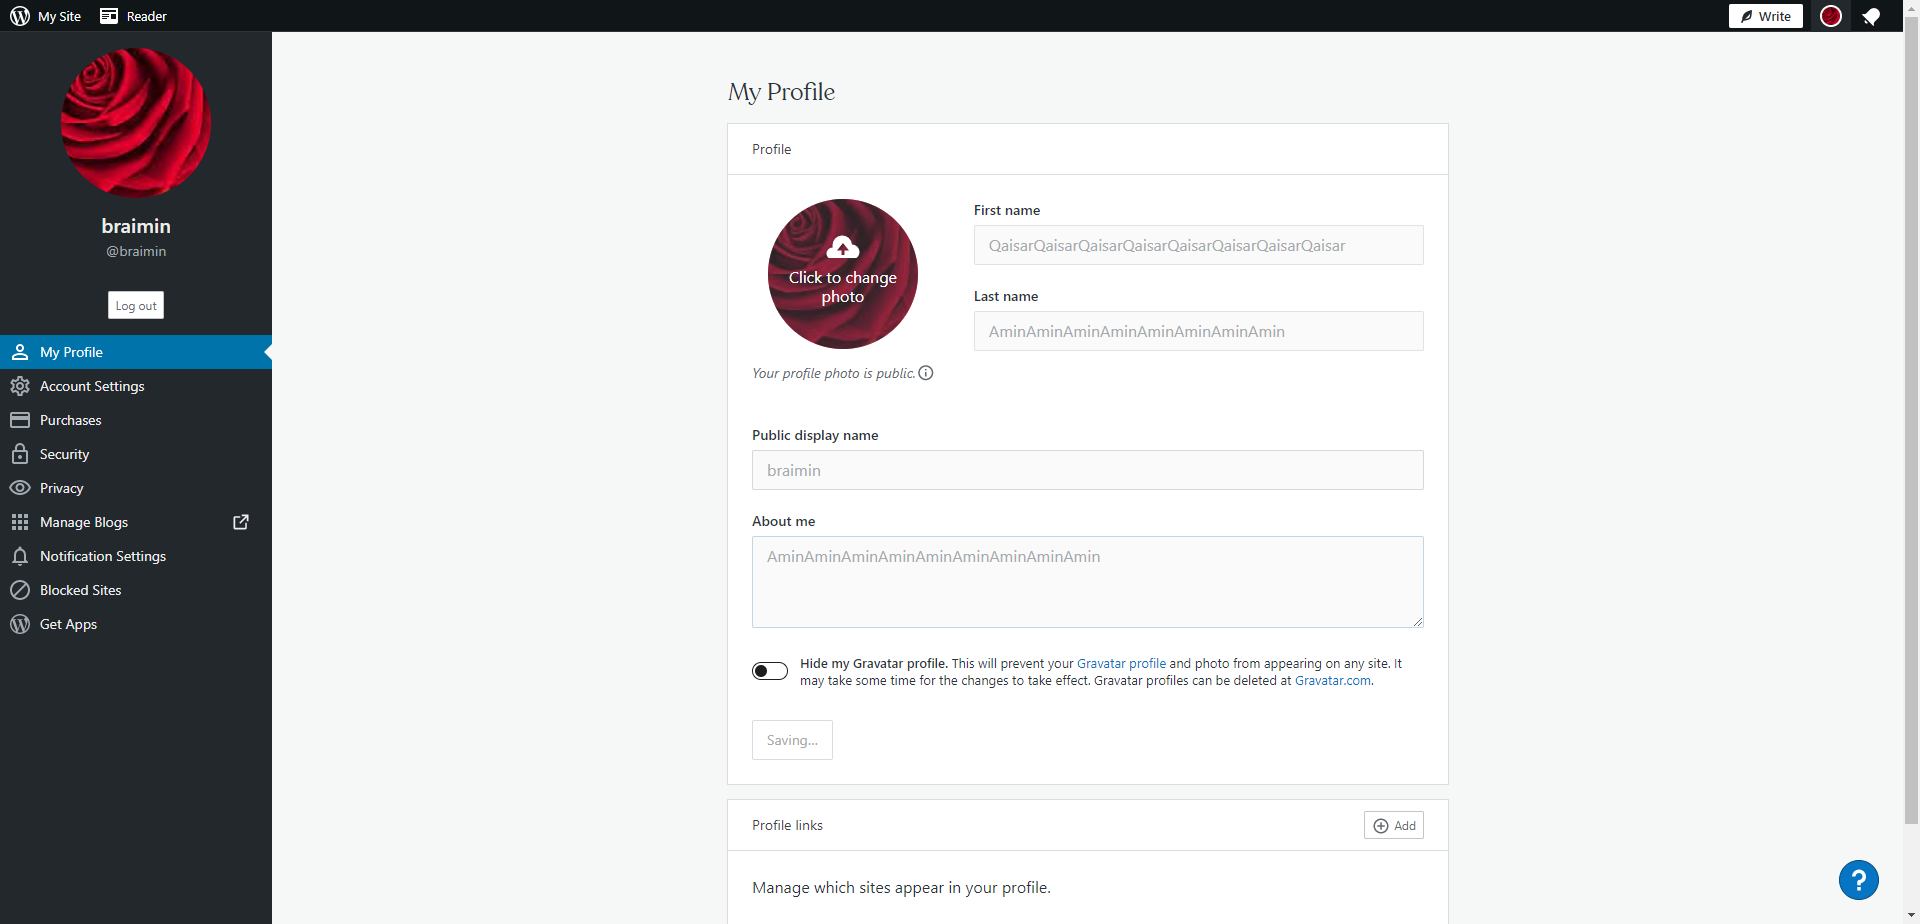 My Site
Reader
Write
braimin
@braimin
Log out
My Profile
Account Settings
Purchases
Security
Privacy
Manage Blogs
Notification Settings
Blocked Sites
Get Apps
My Profile
Profile
Click to change
photo
Your profile photo is public.
First name
QaisarQaisarQaisarQaisarQaisarQaisarQaisarQaisar
Last name
AminAminAminAminAminAminAminAmin
Public display name
braimin
About me
AminAminAminAminAminAminAminAminAmin
Hide my Gravatar profile. This will prevent your Gravatar profile and photo from appearing on any site. It
may take some time for the changes to take effect. Gravatar profiles can be deleted at Gravatar.com.
Saving...
Profile links
Add
Manage which sites appear in your profile.